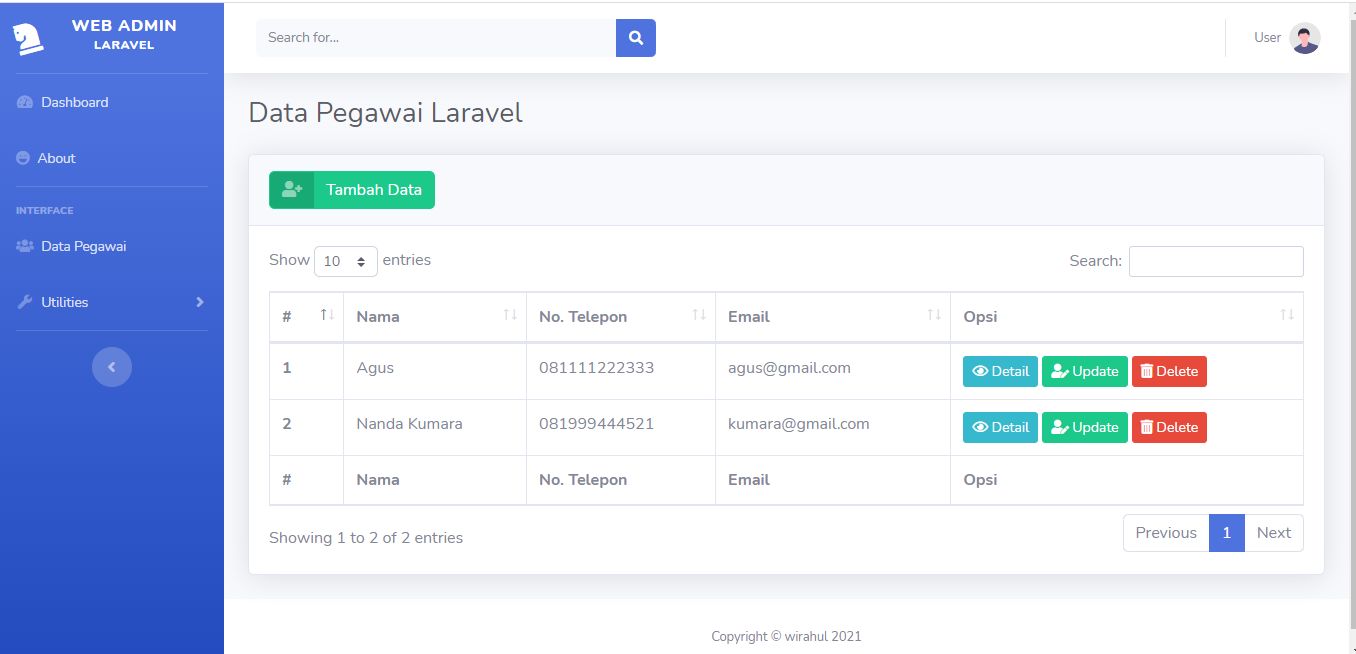 WEB ADMIN
LARAVEL
Search for...
User
Dashboard
About
INTERFACE
Data Pegawai
Utilities
Data Pegawai Laravel
Tambah Data
Show 10 entries
Search:
# Nama No. Telepon Email Opsi
1 Agus 081111222333 agus@gmail.com Detail Update Delete
2 Nanda Kumara 081999444521 kumara@gmail.com Detail Update Delete
# Nama No. Telepon Email Opsi
Showing 1 to 2 of 2 entries
Previous 1 Next
Copyright © wirahul 2021